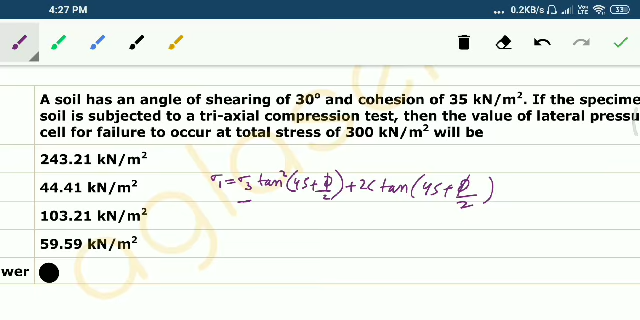 4:27 PM
... 0.2KB/s Vo) LTE 33
A soil has an angle of shearing of 30° and cohesion of 35 kN/m². If the specime
soil is subjected to a tri-axial compression test, then the value of lateral pressu
cell for failure to occur at total stress of 300 kN/m² will be
243.21 kN/m²
44.41 kN/m²
σ₁ = σ₃ tan²(45+φ/2) + 2c tan(45+φ/2)
103.21 kN/m²
59.59 kN/m²
wer